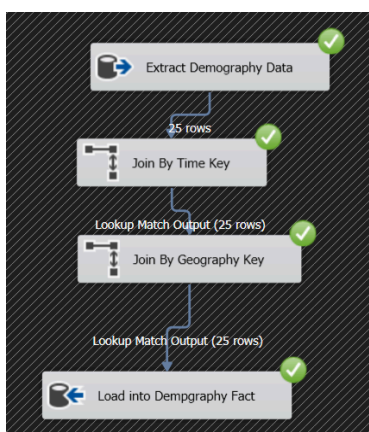 Extract Demography Data
25 rows
Join By Time Key
Lookup Match Output (25 rows)
Join By Geography Key
Lookup Match Output (25 rows)
Load into Dempgraphy Fact